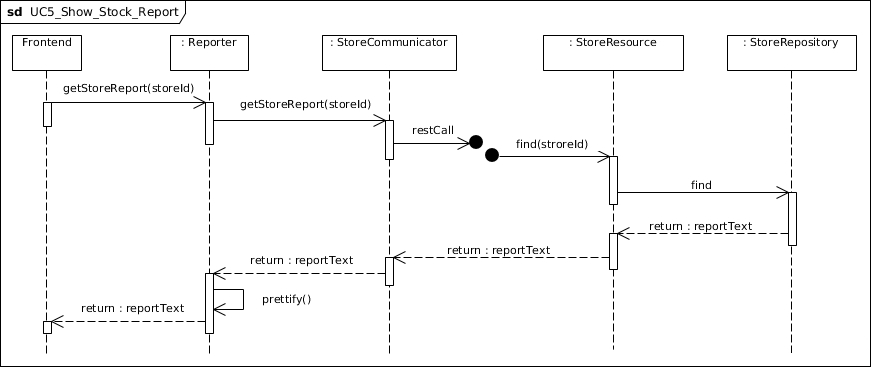 sd UC5_Show_Stock_Report
Frontend
: Reporter
: StoreCommunicator
: StoreResource
: StoreRepository
getStoreReport(storeId)
getStoreReport(storeId)
restCall
find(stroreId)
find
return : reportText
return : reportText
return : reportText
prettify()
return : reportText